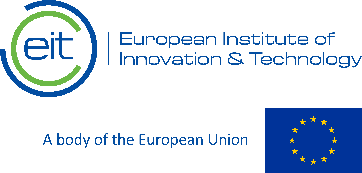 eit
European Institute of
Innovation & Technology
A body of the European Union